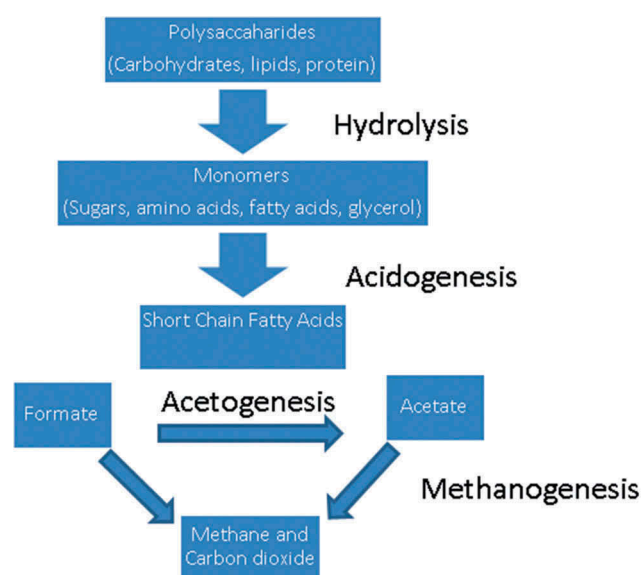 Polysaccaharides
(Carbohydrates, lipids, protein)
Hydrolysis
Monomers
(Sugars, amino acids, fatty acids, glycerol)
Acidogenesis
Short Chain Fatty Acids
Formate
Acetogenesis
Acetate
Methanogenesis
Methane and
Carbon dioxide